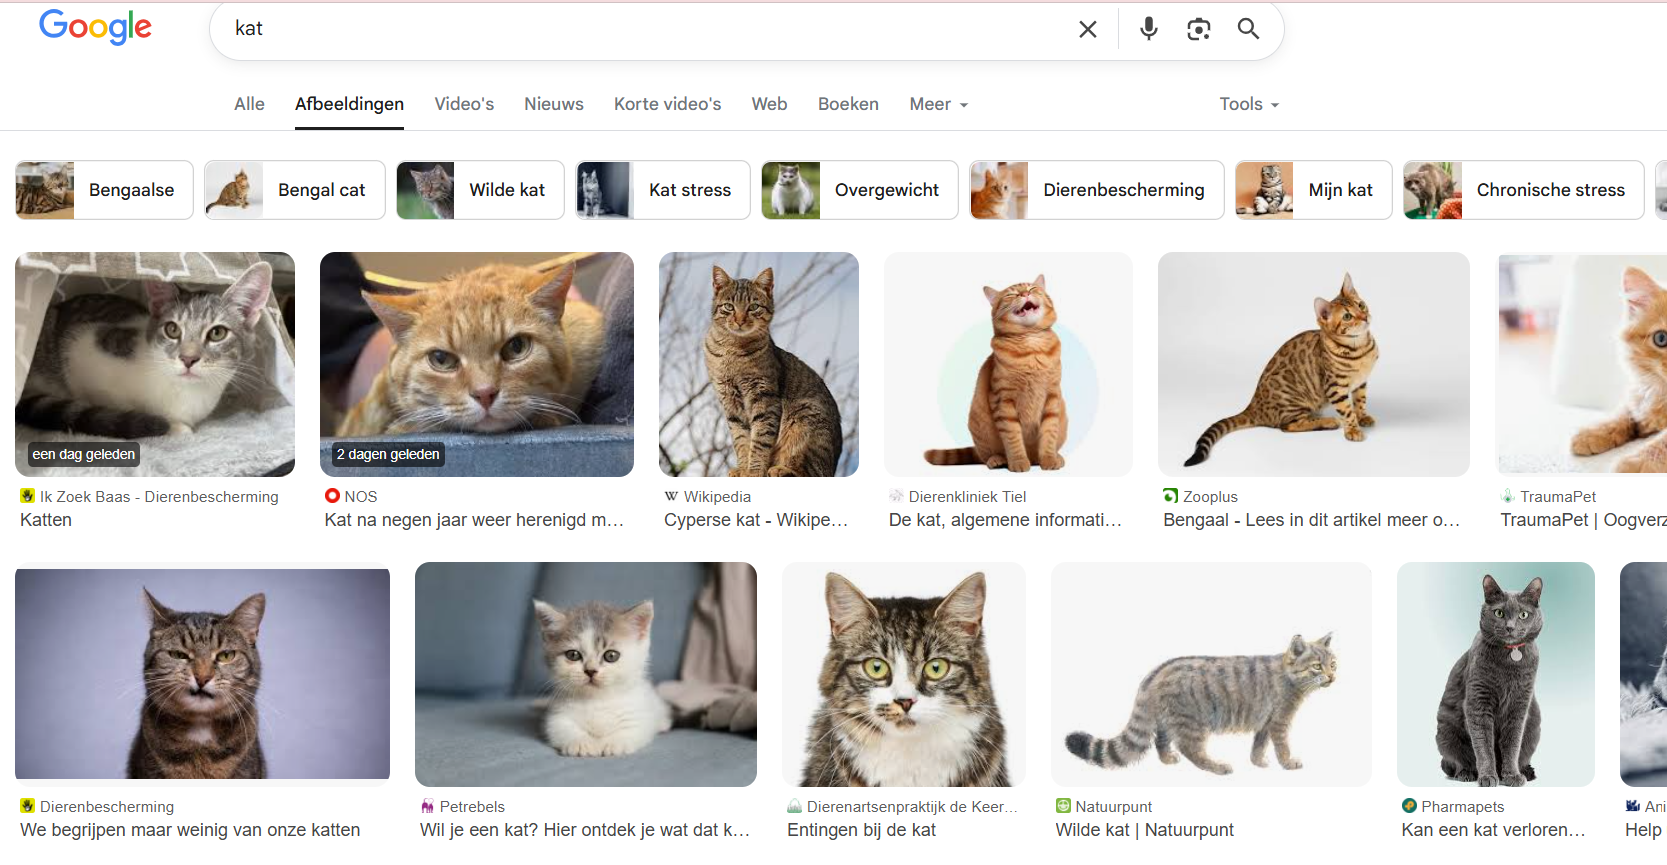 Google
kat
Alle
Afbeeldingen
Video's
Nieuws
Korte video's
Web
Boeken
Meer
Tools
Bengaalse
Bengal cat
Wilde kat
Kat stress
Overgewicht
Dierenbescherming
Mijn kat
Chronische stress
een dag geleden
2 dagen geleden
Ik Zoek Baas - Dierenbescherming
Katten
NOS
Kat na negen jaar weer herenigd m...
W Wikipedia
Cyperse kat - Wikipe...
Dierenkliniek Tiel
De kat, algemene informati...
Zooplus
Bengaal - Lees in dit artikel meer o...
TraumaPet
TraumaPet | Oogverz
Dierenbescherming
We begrijpen maar weinig van onze katten
Petrebels
Wil je een kat? Hier ontdek je wat dat k...
Dierenartsenpraktijk de Keer...
Entingen bij de kat
Natuurpunt
Wilde kat | Natuurpunt
Pharmapets
Kan een kat verloren...
Ani
Help